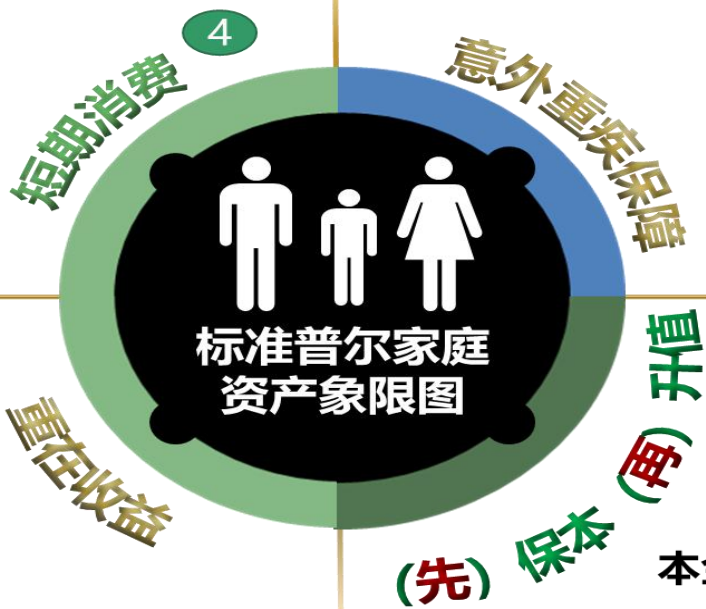 4
短期消费
意外重疾保障
标准普尔家庭
资产象限图
重在收益
(先) 保本 (再) 升值
本